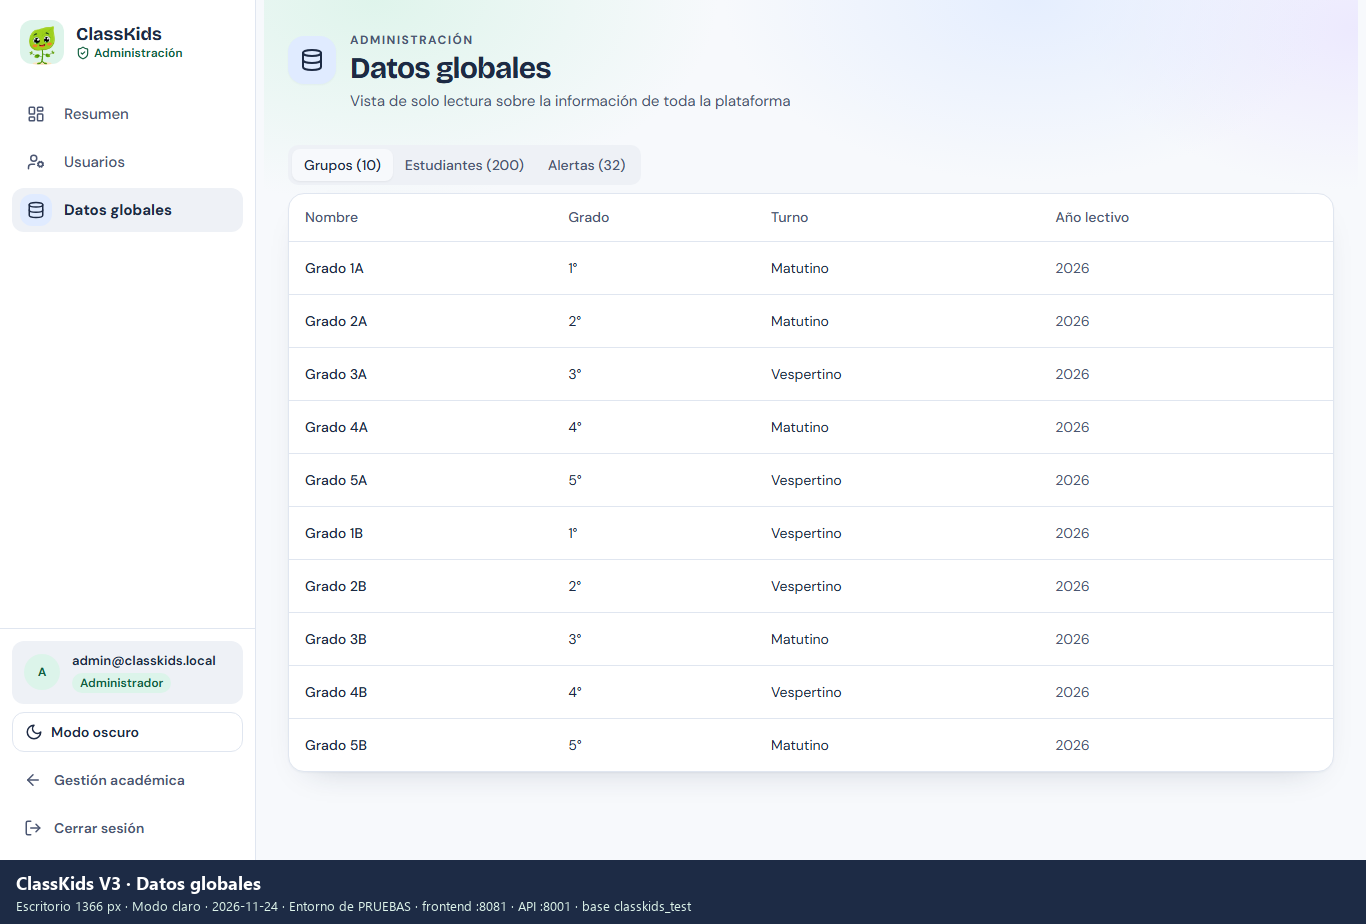 ClassKids
Administración
Resumen
Usuarios
Datos globales
admin@classkids.local
A
Administrador
Modo oscuro
Gestión académica
Cerrar sesión
ADMINISTRACIÓN
Datos globales
Vista de solo lectura sobre la información de toda la plataforma
Grupos (10) Estudiantes (200) Alertas (32)
Nombre Grado Turno Año lectivo
Grado 1A 1° Matutino 2026
Grado 2A 2° Matutino 2026
Grado 3A 3° Vespertino 2026
Grado 4A 4° Matutino 2026
Grado 5A 5° Vespertino 2026
Grado 1B 1° Vespertino 2026
Grado 2B 2° Vespertino 2026
Grado 3B 3° Matutino 2026
Grado 4B 4° Vespertino 2026
Grado 5B 5° Matutino 2026
ClassKids V3 · Datos globales
Escritorio 1366 px · Modo claro · 2026-11-24 · Entorno de PRUEBAS · frontend :8081 · API :8001 · base classkids_test